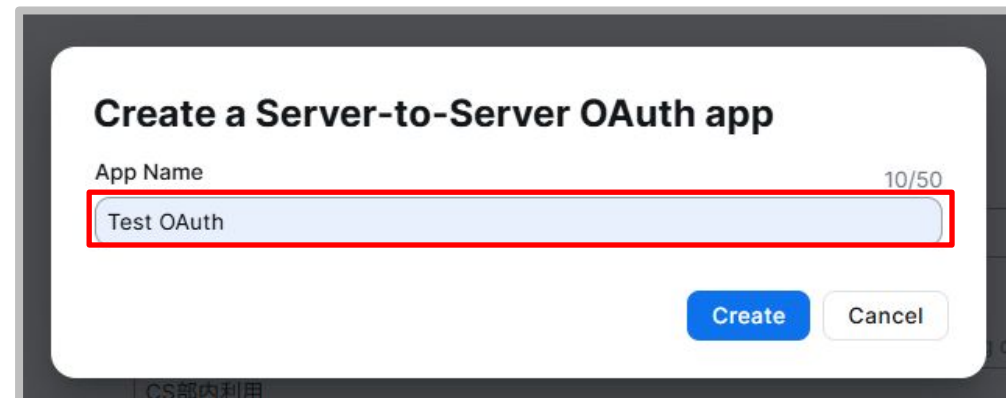 Create a Server-to-Server OAuth app
App Name
10/50
Test OAuth
Create
Cancel
CS部内利用